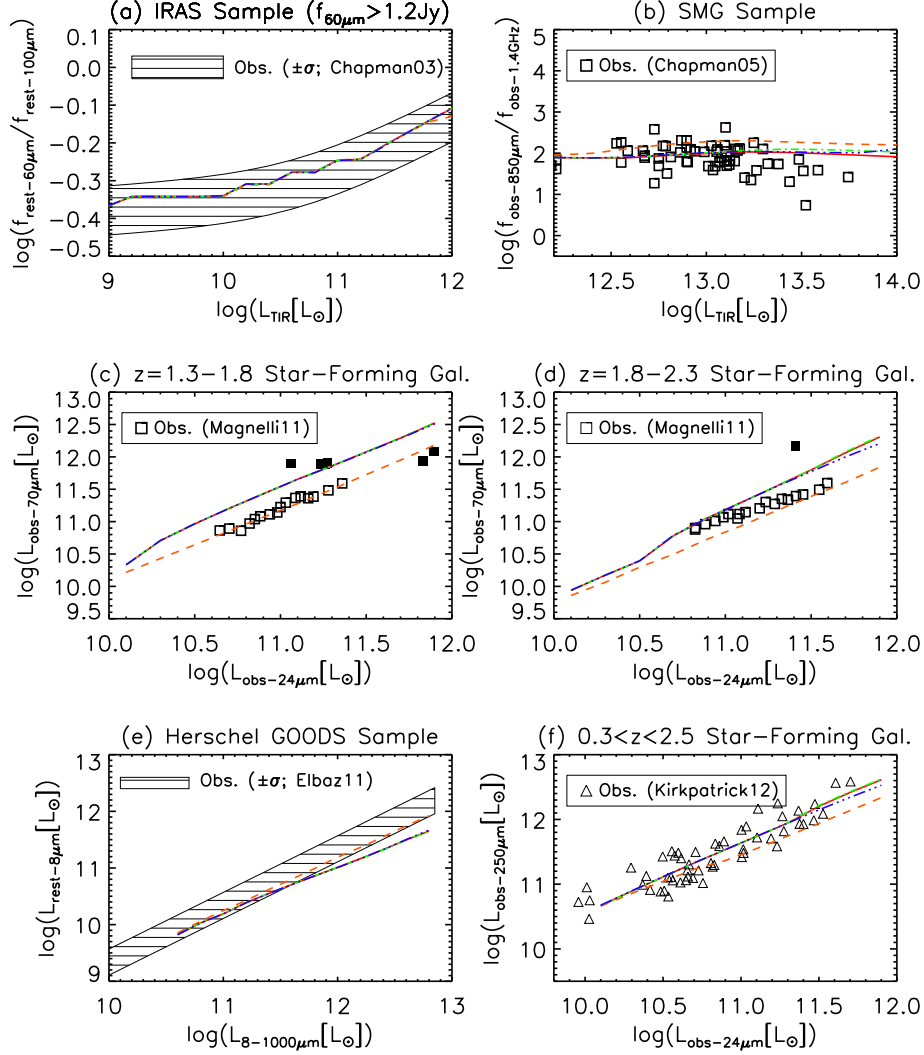 (a) IRAS Sample (f60μm>1.2Jy)
(b) SMG Sample
log(frest−60μm/frest−100μm)
0.1
0.0
−0.1
−0.2
−0.3
−0.4
−0.5
Obs. (±σ; Chapman03)
9 10 11 12
log(LTIR[L⊙])
log(fobs−850μm/fobs−1.4GHz)
5
4
3
2
1
0
Obs. (Chapman05)
12.5 13.0 13.5 14.0
log(LTIR[L⊙])
(c) z=1.3−1.8 Star−Forming Gal.
(d) z=1.8−2.3 Star−Forming Gal.
log(Lobs−70μm[L⊙])
13.0
12.5
12.0
11.5
11.0
10.5
10.0
9.5
Obs. (Magnelli11)
10.0 10.5 11.0 11.5 12.0
log(Lobs−24μm[L⊙])
log(Lobs−70μm[L⊙])
13.0
12.5
12.0
11.5
11.0
10.5
10.0
9.5
Obs. (Magnelli11)
10.0 10.5 11.0 11.5 12.0
log(Lobs−24μm[L⊙])
(e) Herschel GOODS Sample
(f) 0.3<z<2.5 Star−Forming Gal.
log(Lrest−8μm[L⊙])
13
12
11
10
9
Obs. (±σ; Elbaz11)
10 11 12 13
log(L8−1000μm[L⊙])
log(Lobs−250μm[L⊙])
13
12
11
10
Obs. (Kirkpatrick12)
10.0 10.5 11.0 11.5 12.0
log(Lobs−24μm[L⊙])